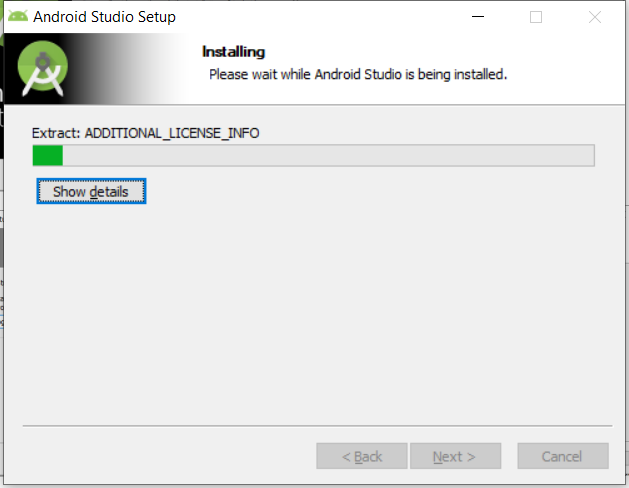 Android Studio Setup
Installing
Please wait while Android Studio is being installed.
Extract: ADDITIONAL_LICENSE_INFO
Show details
< Back
Next >
Cancel